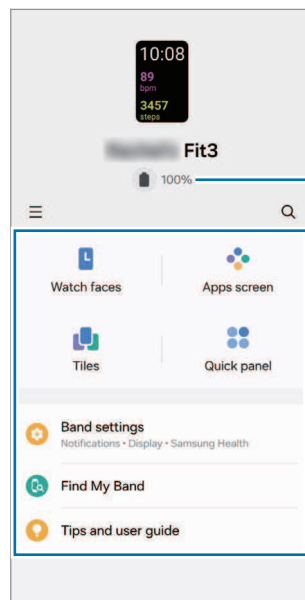 10:08
89
bpm
3457
steps
Fit3
100%
Watch faces
Apps screen
Tiles
Quick panel
Band settings
Notifications • Display • Samsung Health
Find My Band
Tips and user guide